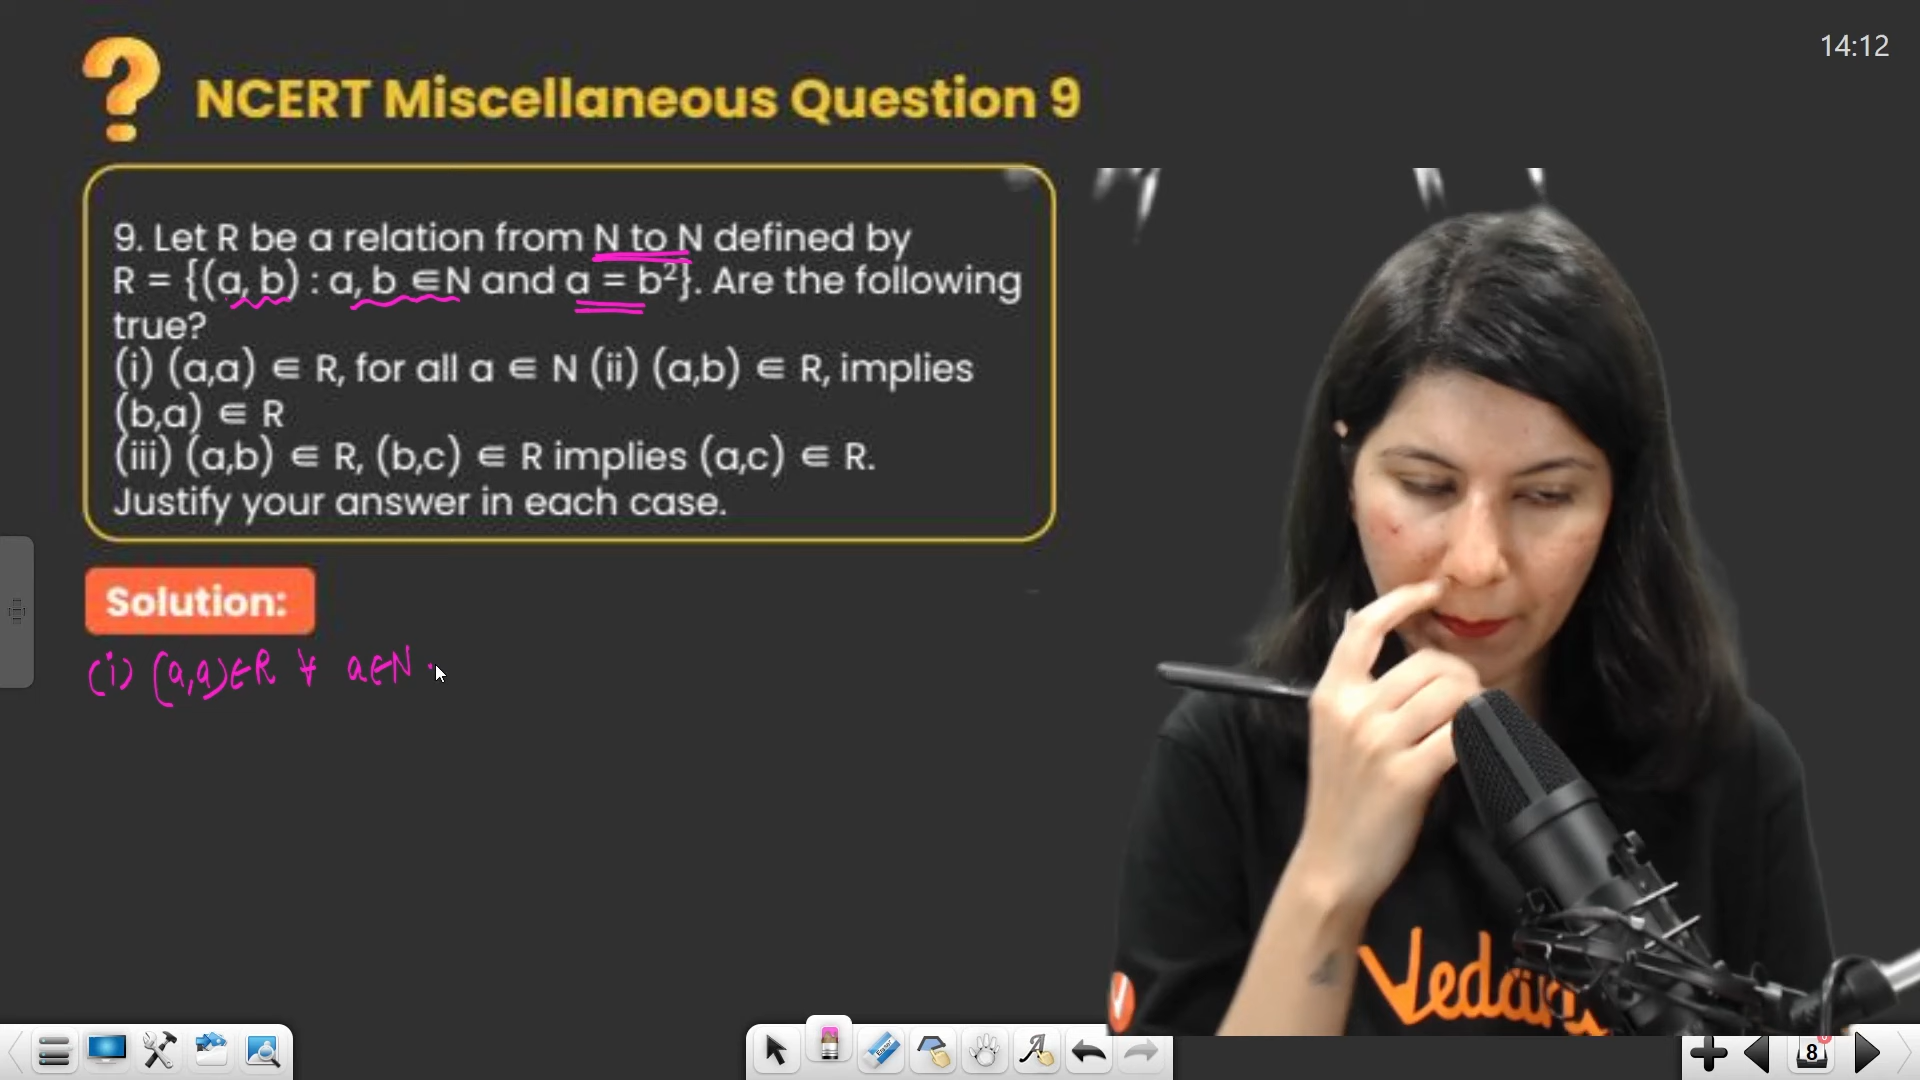 14:12
NCERT Miscellaneous Question 9
9. Let R be a relation from N to N defined by
R = {(a, b) : a, b ∈N and a = b²}. Are the following
true?
(i) (a,a) ∈ R, for all a ∈ N (ii) (a,b) ∈ R, implies
(b,a) ∈ R
(iii) (a,b) ∈ R, (b,c) ∈ R implies (a,c) ∈ R.
Justify your answer in each case.
Solution:
(i) (a,a)∈R ∀ a∈N
8